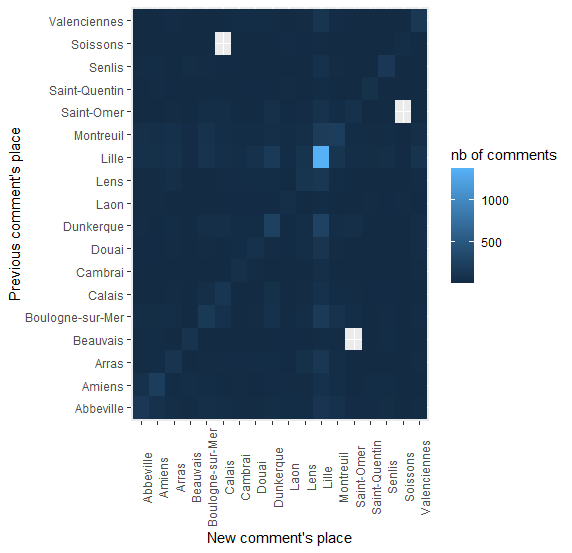 Previous comment's place
Valenciennes
Soissons
Senlis
Saint-Quentin
Saint-Omer
Montreuil
Lille
Lens
Laon
Dunkerque
Douai
Cambrai
Calais
Boulogne-sur-Mer
Beauvais
Arras
Amiens
Abbeville
Abbeville
Amiens
Arras
Beauvais
Boulogne-sur-Mer
Calais
Cambrai
Douai
Dunkerque
Laon
Lens
Lille
Montreuil
Saint-Omer
Saint-Quentin
Senlis
Soissons
Valenciennes
New comment's place
nb of comments
1000
500